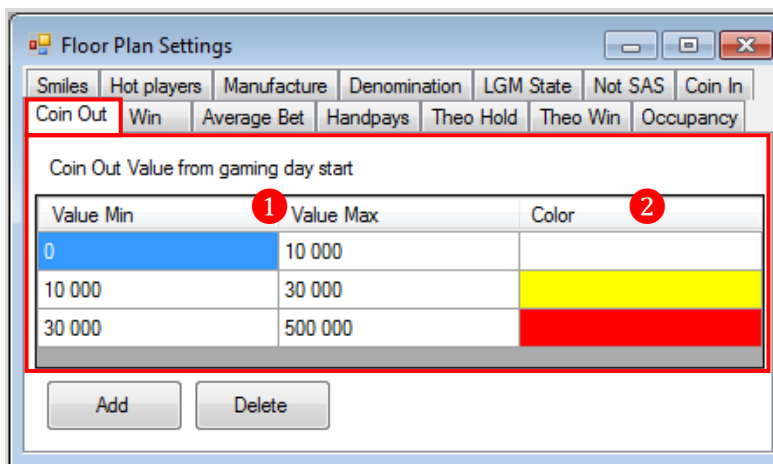 Floor Plan Settings
Smiles Hot players Manufacture Denomination LGM State Not SAS Coin In
Coin Out Win Average Bet Handpays Theo Hold Theo Win Occupancy
Coin Out Value from gaming day start
Value Min 1 Value Max Color 2
0 10 000
10 000 30 000
30 000 500 000
Add Delete